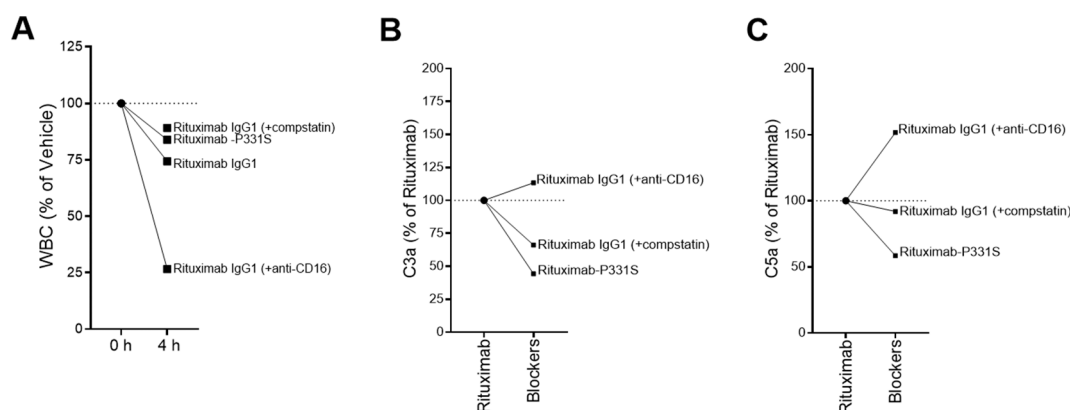 A
WBC (% of Vehicle)
125
100
75
50
25
0
0 h
4 h
Rituximab IgG1 (+compstatin)
Rituximab -P331S
Rituximab IgG1
Rituximab IgG1 (+anti-CD16)
B
C3a (% of Rituximab)
200
175
150
125
100
75
50
25
0
Rituximab
Blockers
Rituximab IgG1 (+anti-CD16)
Rituximab IgG1 (+compstatin)
Rituximab-P331S
C
C5a (% of Rituximab)
200
150
100
50
0
Rituximab
Blockers
Rituximab IgG1 (+anti-CD16)
Rituximab IgG1 (+compstatin)
Rituximab-P331S